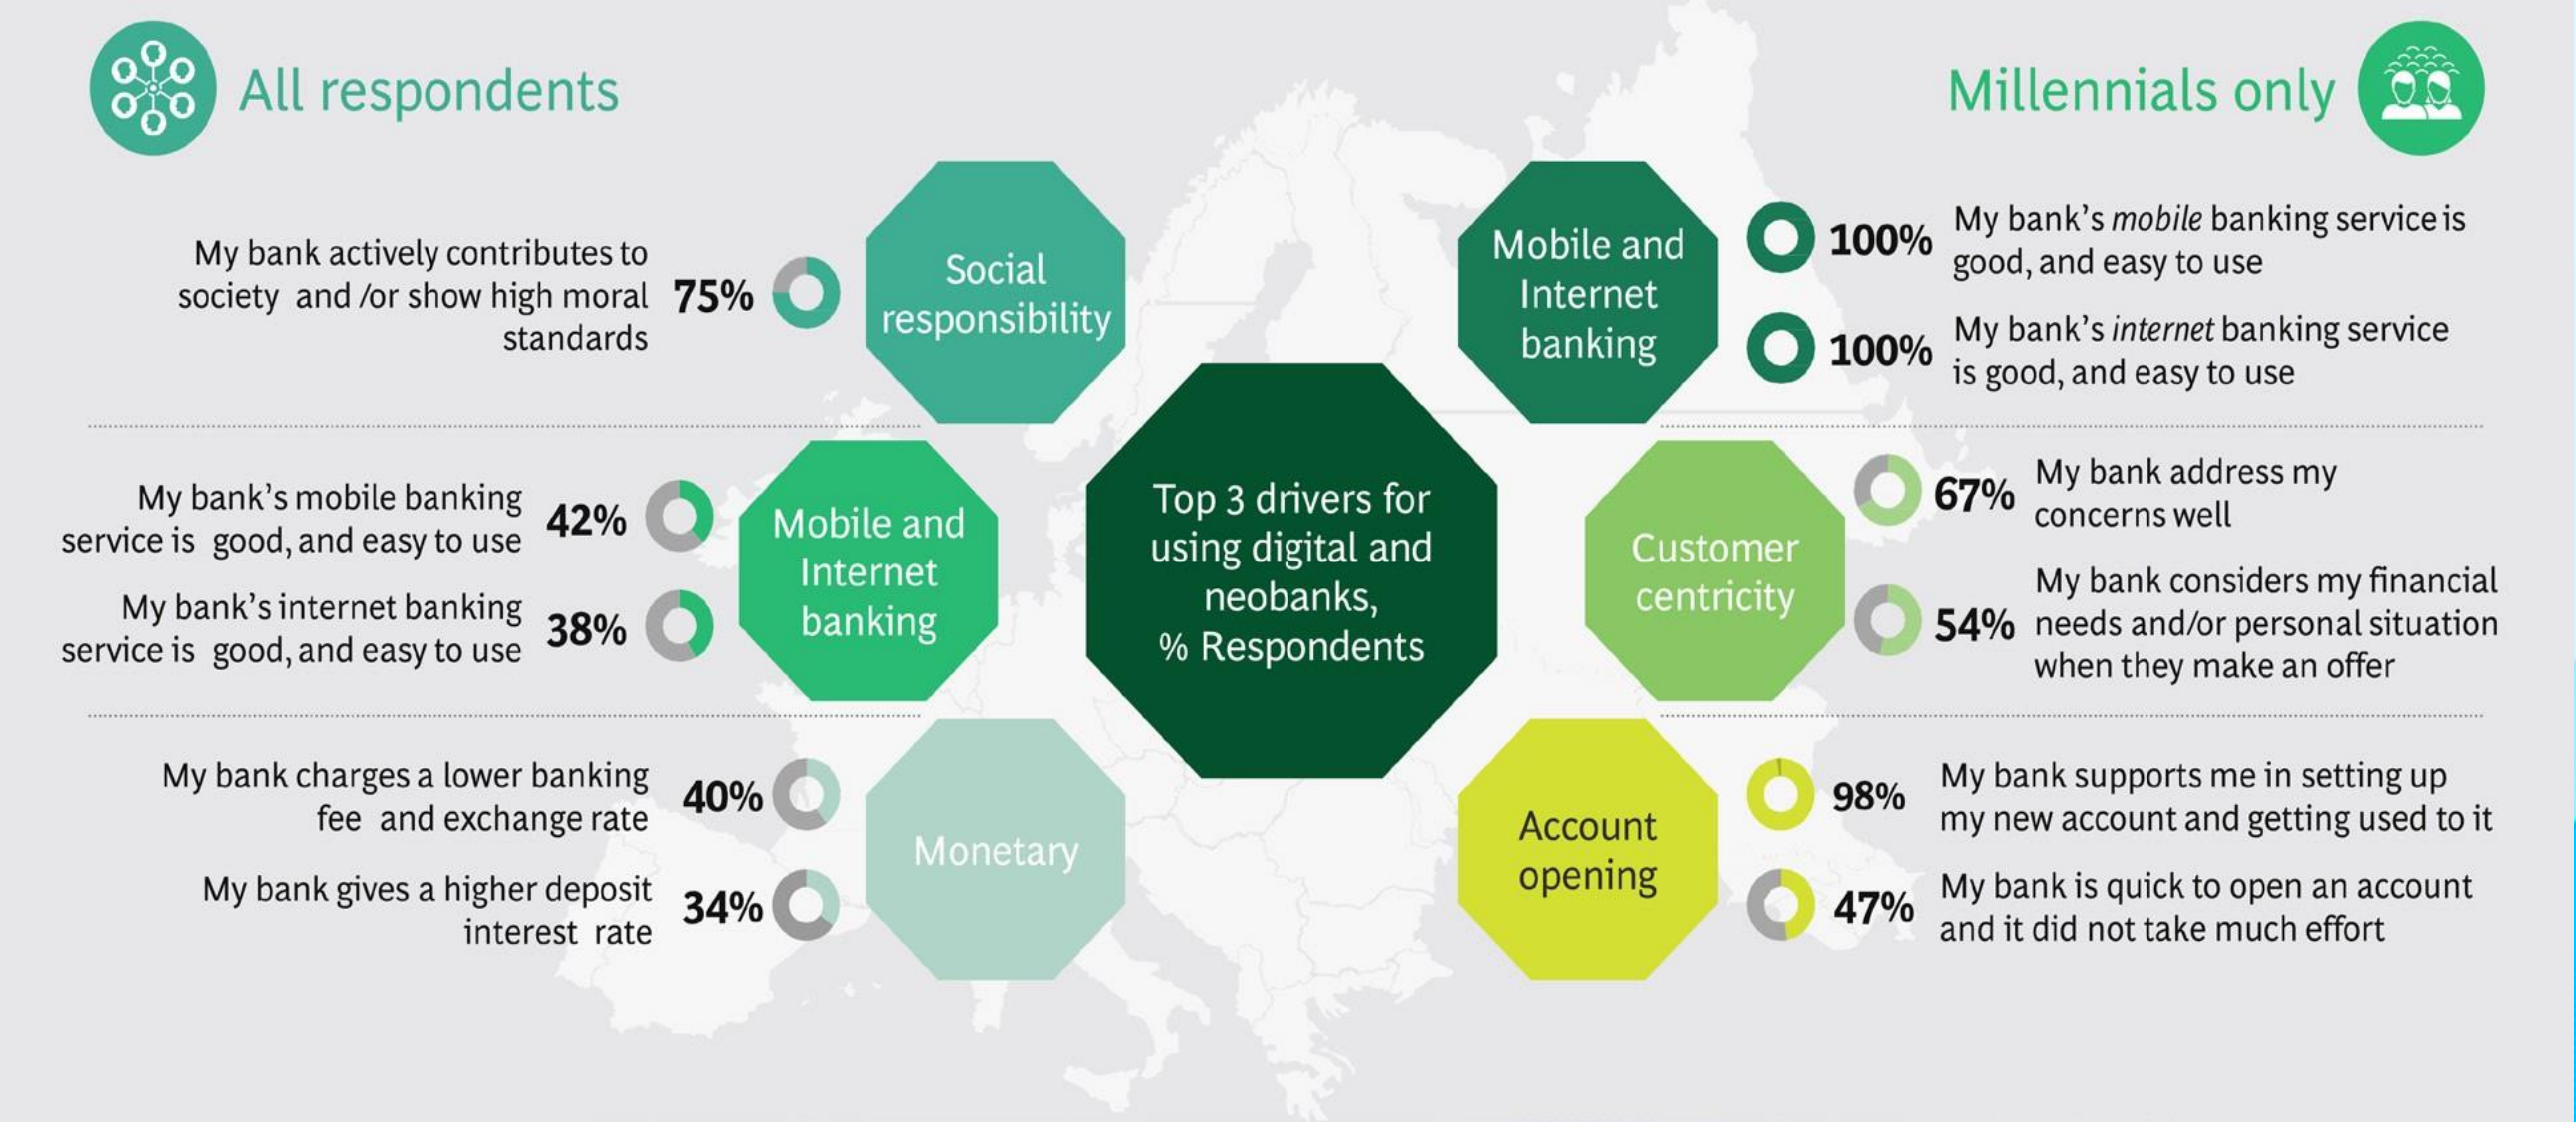 All respondents
My bank actively contributes to
society and /or show high moral
standards
75%
Social
responsibility
My bank's mobile banking
service is good, and easy to use
42%
My bank's internet banking
service is good, and easy to use
38%
Mobile and
Internet
banking
My bank charges a lower banking
fee and exchange rate
40%
My bank gives a higher deposit
interest rate
34%
Monetary
Top 3 drivers for
using digital and
neobanks,
% Respondents
Millennials only
Mobile and
Internet
banking
100%
My bank's mobile banking service is
good, and easy to use
100%
My bank's internet banking service
is good, and easy to use
Customer
centricity
67%
My bank address my
concerns well
54%
My bank considers my financial
needs and/or personal situation
when they make an offer
Account
opening
98%
My bank supports me in setting up
my new account and getting used to it
47%
My bank is quick to open an account
and it did not take much effort